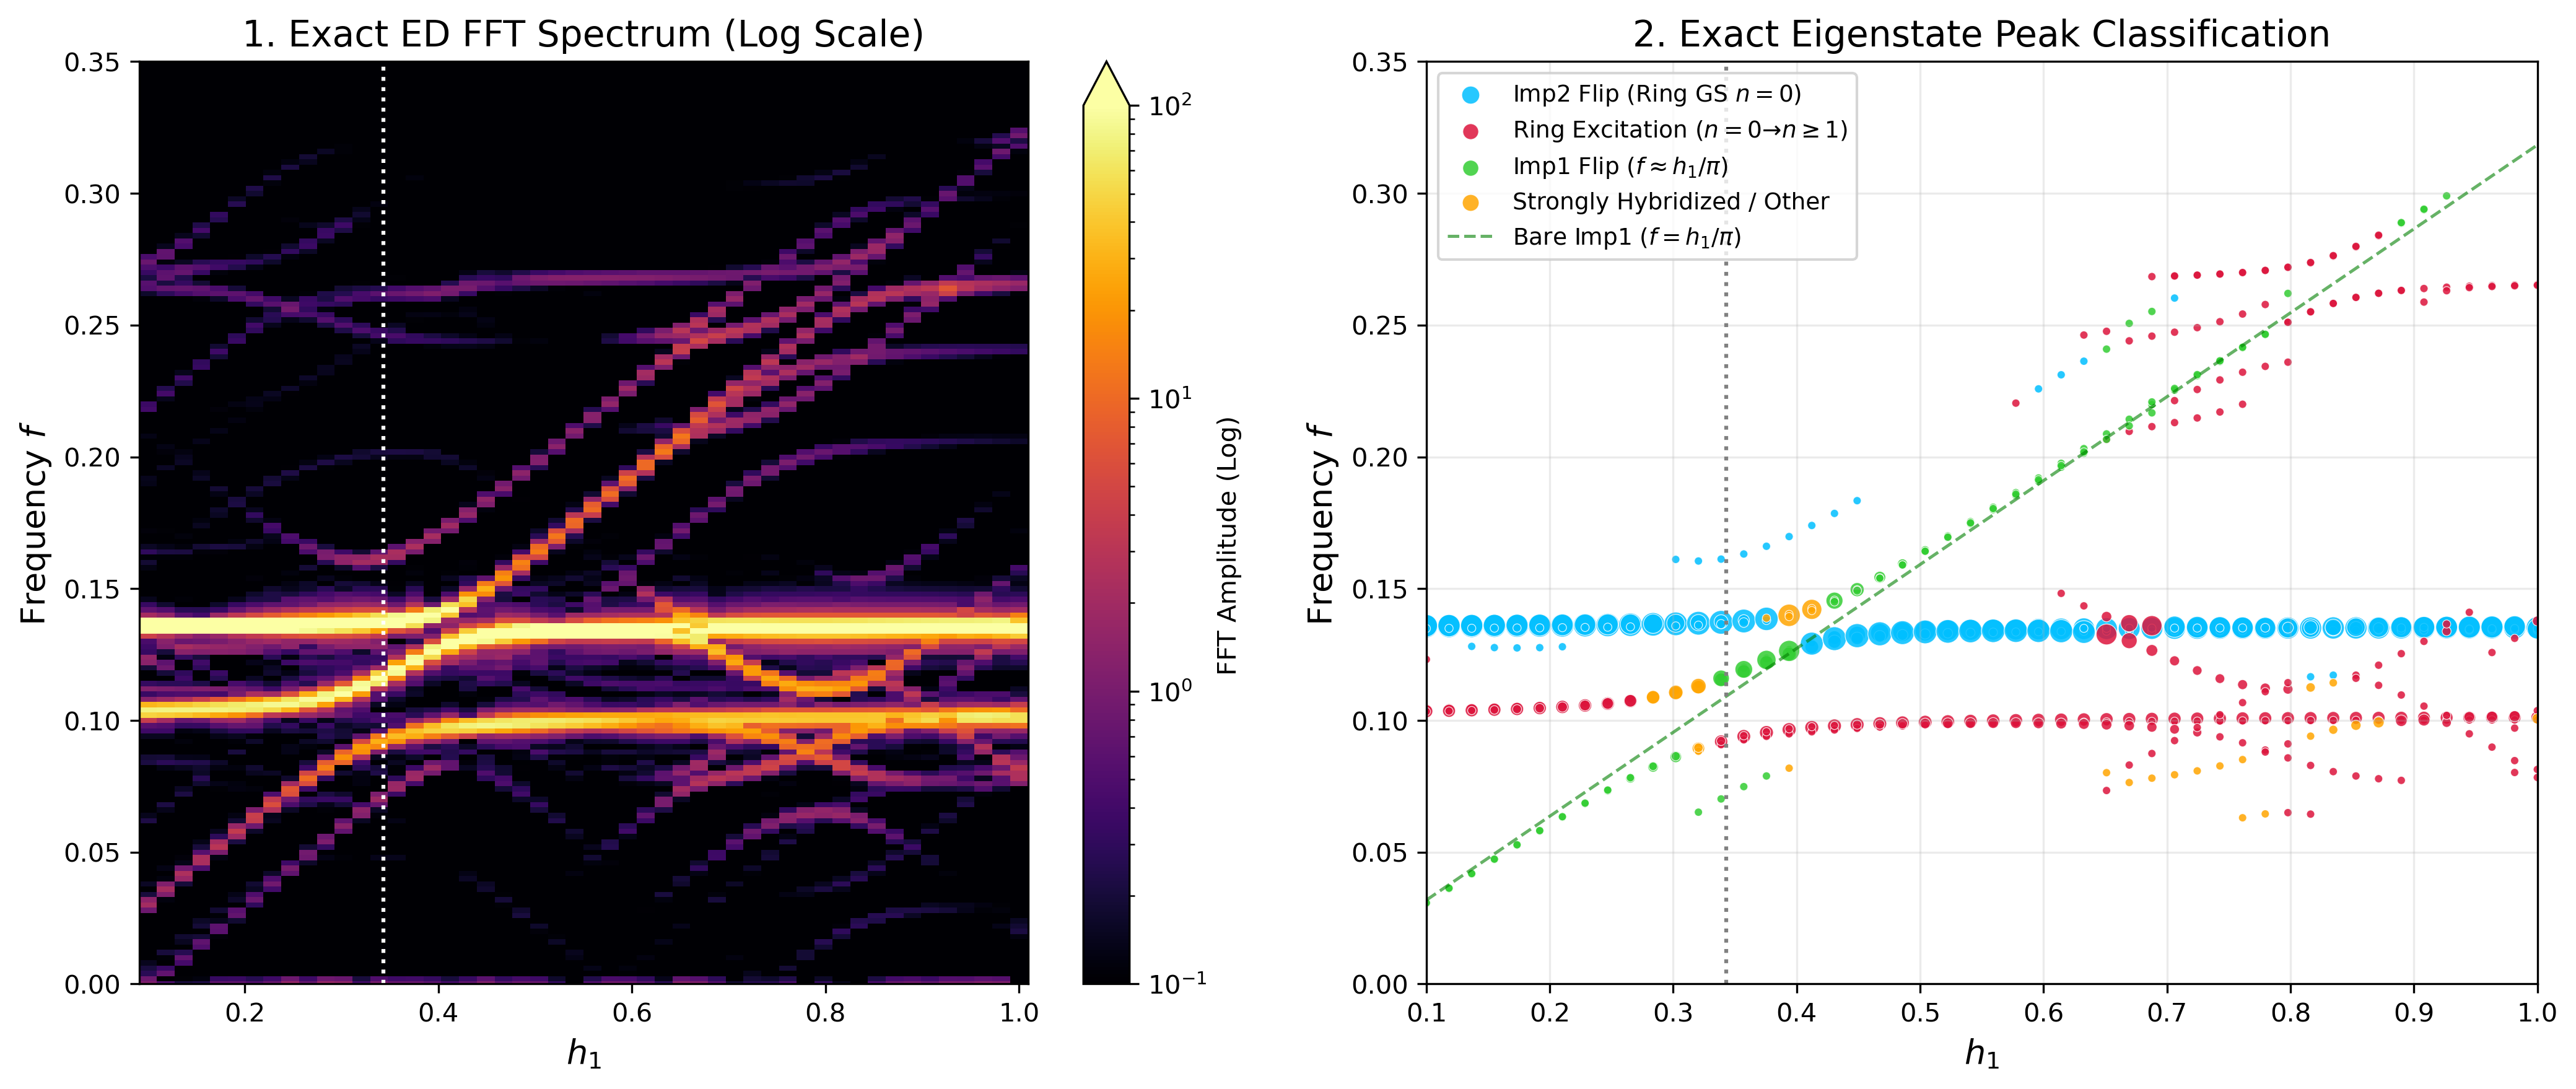 1. Exact ED FFT Spectrum (Log Scale)
0.35
0.30
0.25
0.20
0.15
0.10
0.05
0.00
Frequency f
0.2
0.4
0.6
0.8
1.0
h₁
10²
10¹
10⁰
10⁻¹
FFT Amplitude (Log)
2. Exact Eigenstate Peak Classification
Imp2 Flip (Ring GS n = 0)
Ring Excitation (n = 0→n ≥ 1)
Imp1 Flip (f ≈ h₁/π)
Strongly Hybridized / Other
Bare Imp1 (f = h₁/π)
0.35
0.30
0.25
0.20
0.15
0.10
0.05
0.00
Frequency f
0.1
0.2
0.3
0.4
0.5
0.6
0.7
0.8
0.9
1.0
h₁